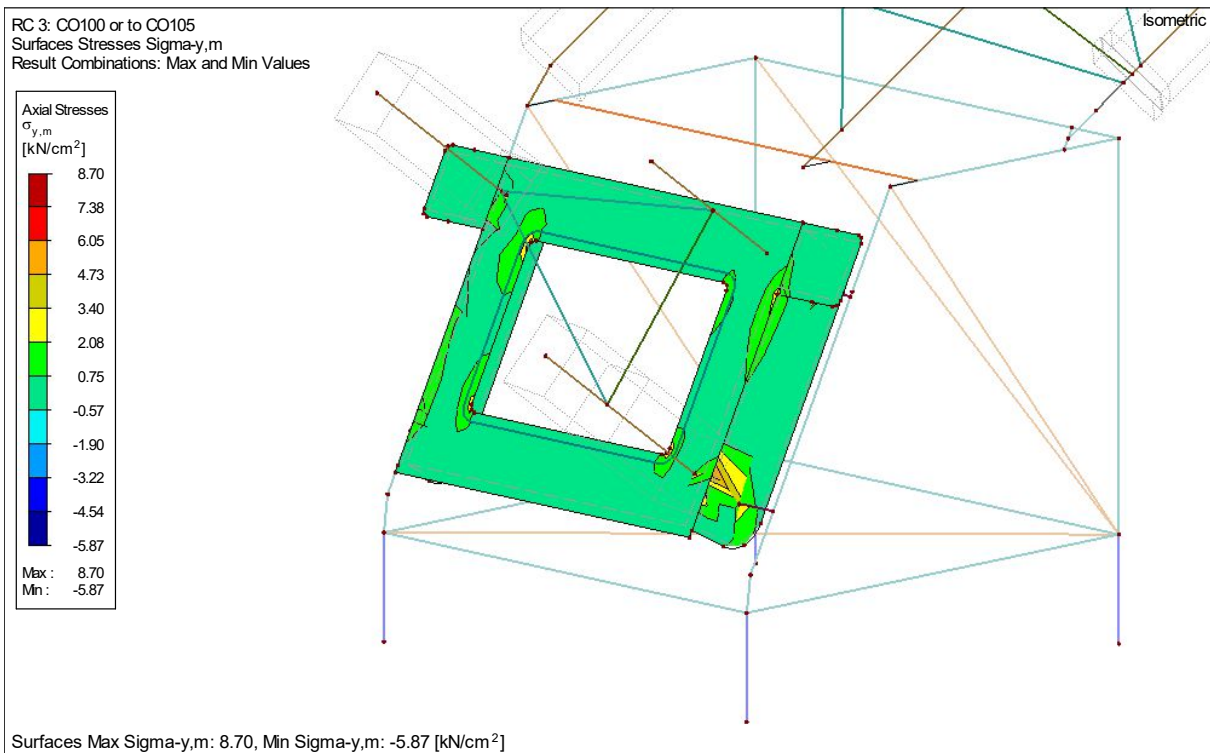 RC 3: CO100 or to CO105
Isometric
Surfaces Stresses Sigma-y,m
Result Combinations: Max and Min Values
Axial Stresses
σy,m
[kN/cm²]
8.70
7.38
6.05
4.73
3.40
2.08
0.75
-0.57
-1.90
-3.22
-4.54
-5.87
Max : 8.70
Min : -5.87
Surfaces Max Sigma-y,m: 8.70, Min Sigma-y,m: -5.87 [kN/cm²]